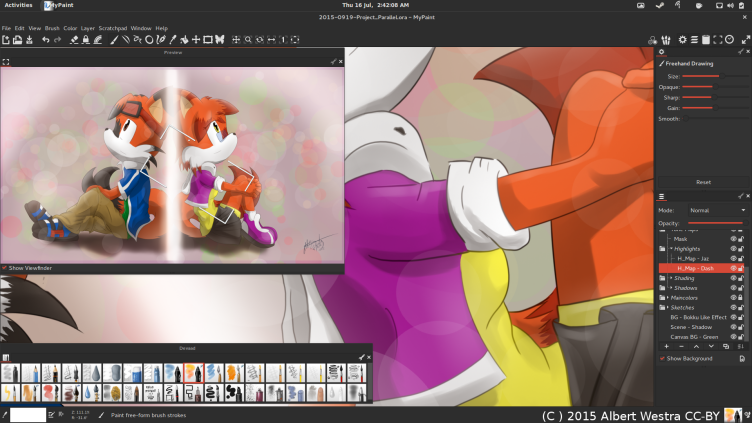 Activities MyPaint
Thu 16 Jul, 2:42:08 AM
2015-0919-Project_ParalleLora - MyPaint
File Edit View Brush Color Layer Scratchpad Window Help
Preview
Freehand Drawing
Size:
Opaque:
Sharp:
Gain:
Smooth:
Reset
Mode: Normal
Opacity:
Mask
Highlights
H_Map - Jaz
H_Map - Dash
Shading
Shadows
Maincolors
Sketches
BG - Bokku Like Effect
Scene - Shadow
Canvas BG - Green
Show Background
Show Viewfinder
Unused
Paint free-form brush strokes
(C ) 2015 Albert Westra CC-BY